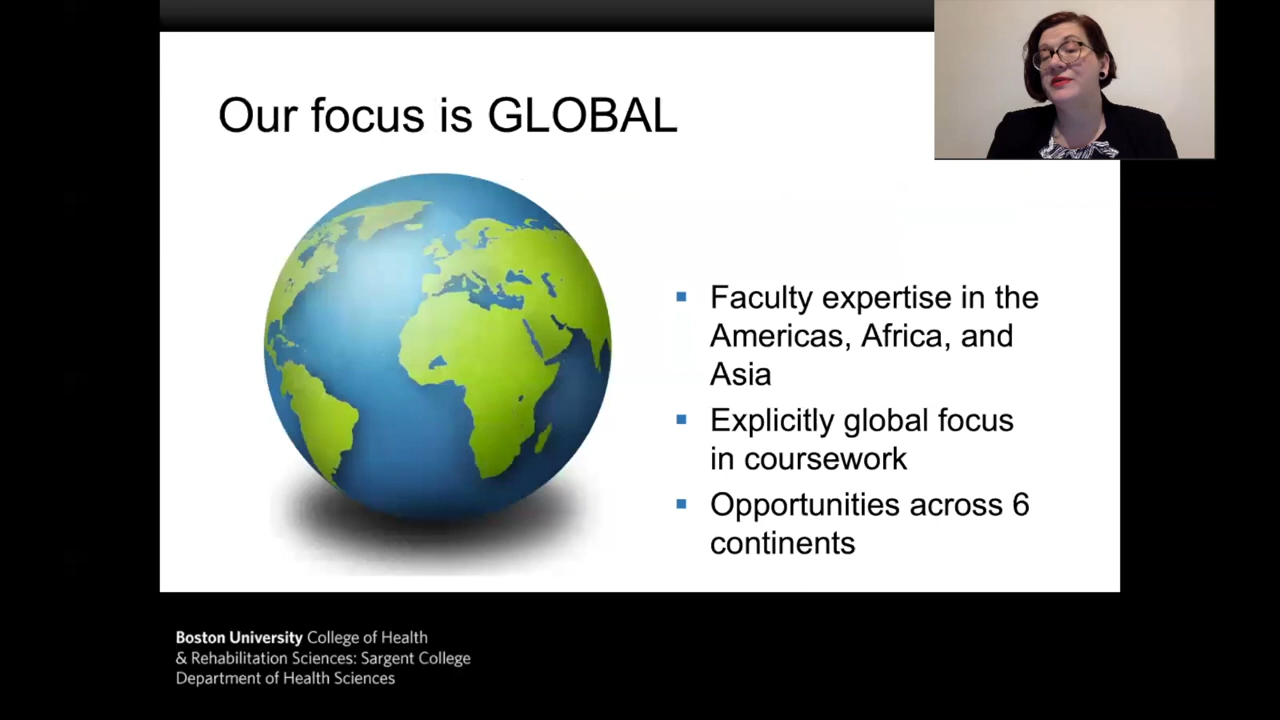 Our focus is GLOBAL
Faculty expertise in the
Americas, Africa, and
Asia
Explicitly global focus
in coursework
Opportunities across 6
continents
Boston University College of Health
& Rehabilitation Sciences: Sargent College
Department of Health Sciences